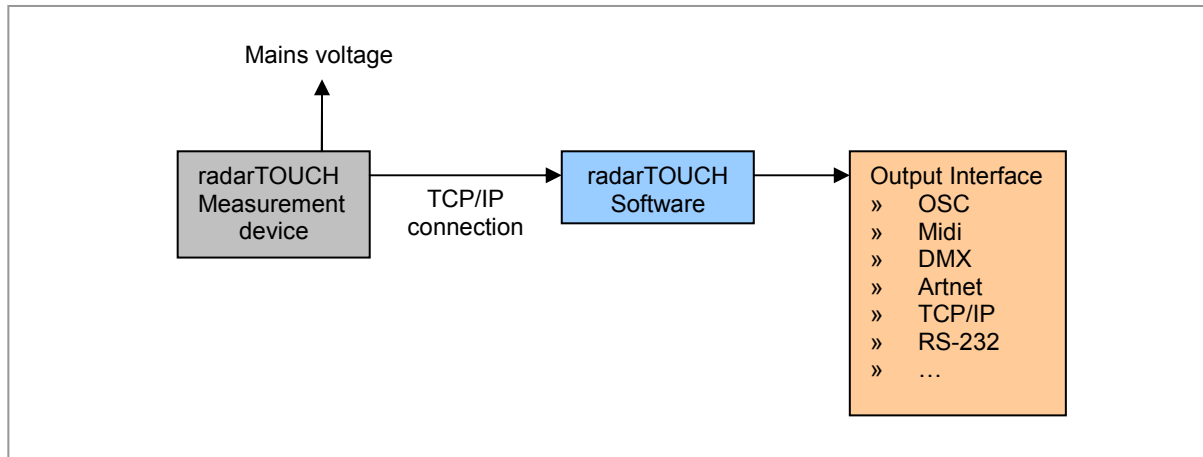 Mains voltage
radarTOUCH
Measurement
device
TCP/IP
connection
radarTOUCH
Software
Output Interface
» OSC
» Midi
» DMX
» Artnet
» TCP/IP
» RS-232
» …